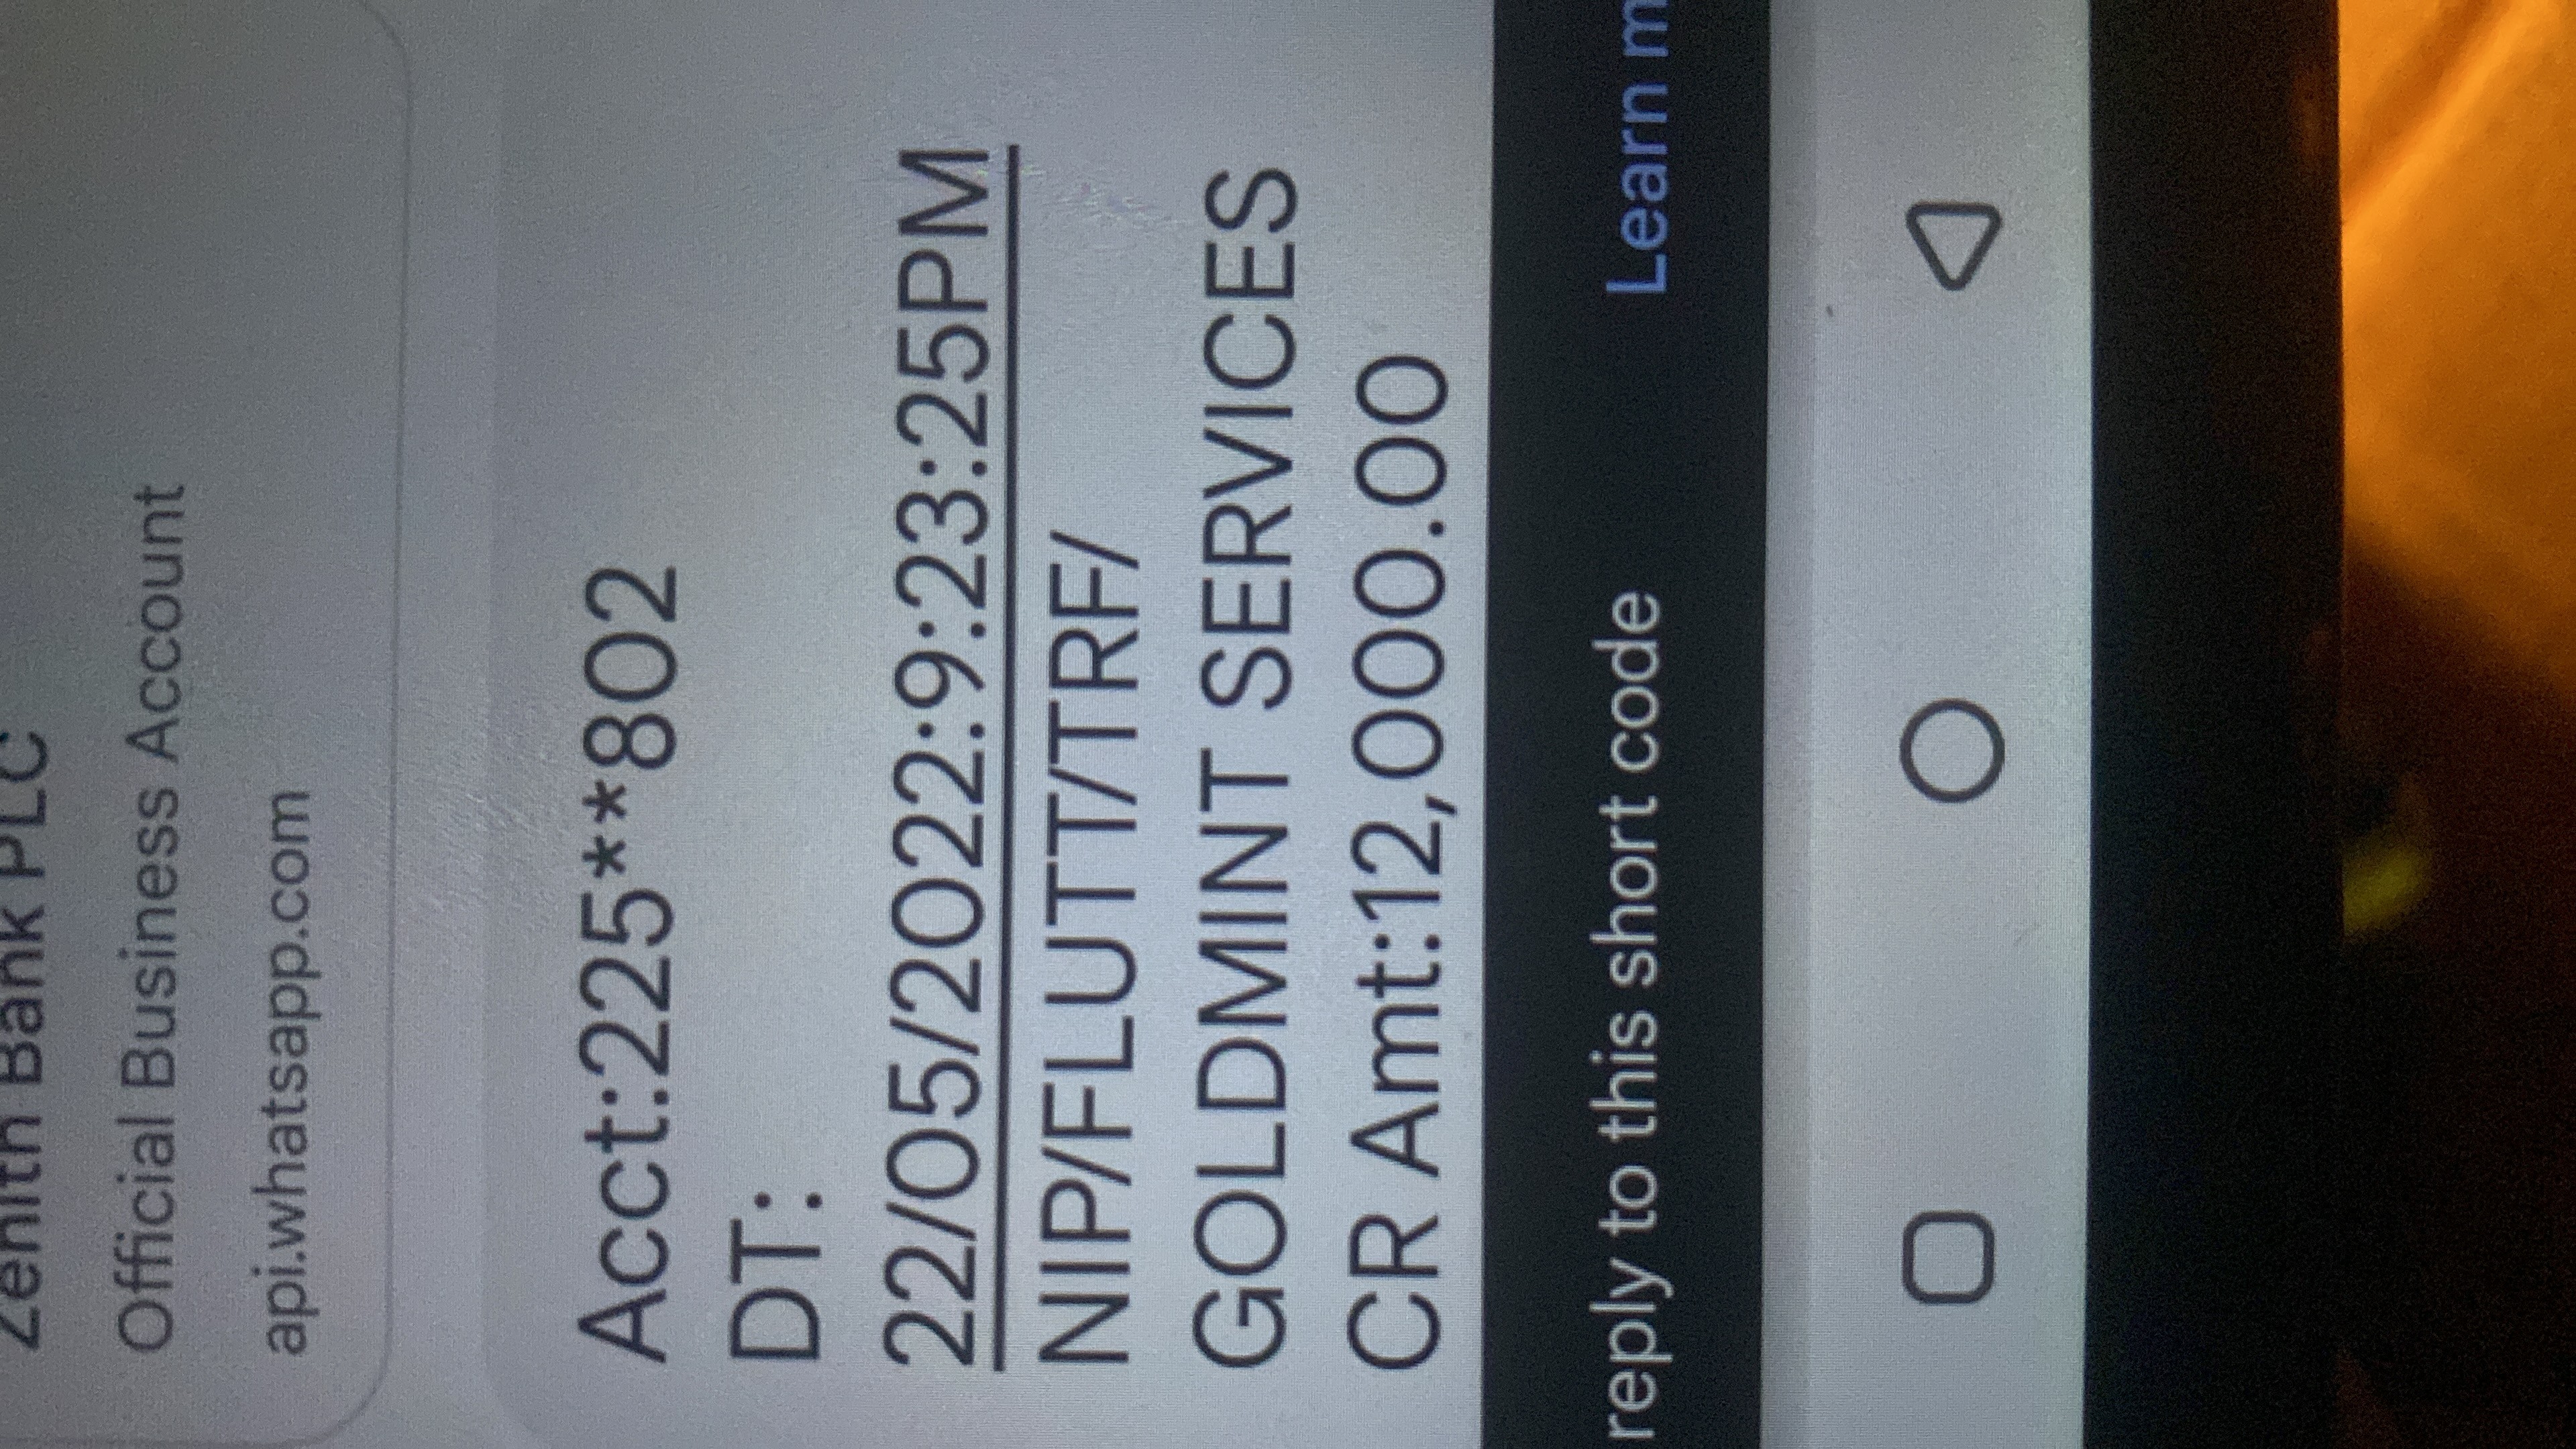 Zenith Bank PLC
Official Business Account
api.whatsapp.com
Acct:225**802
DT:
22/05/2022:9:23:25PM
NIP/FLUTT/TRF/
GOLDMINT SERVICES
CR Amt:12,000.00
reply to this short code Learn m